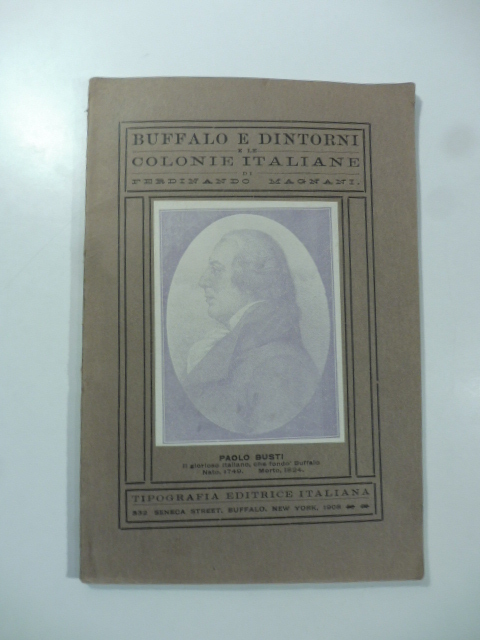 BUFFALO E DINTORNI
E LE
COLONIE ITALIANE
DI
FERDINANDO MAGNANI.
PAOLO BUSTI
Il glorioso italiano, che fondo' Buffalo
Nato, 1749. Morto, 1824.
TIPOGRAFIA EDITRICE ITALIANA
SENECA STREET, BUFFALO, NEW YORK, 1908